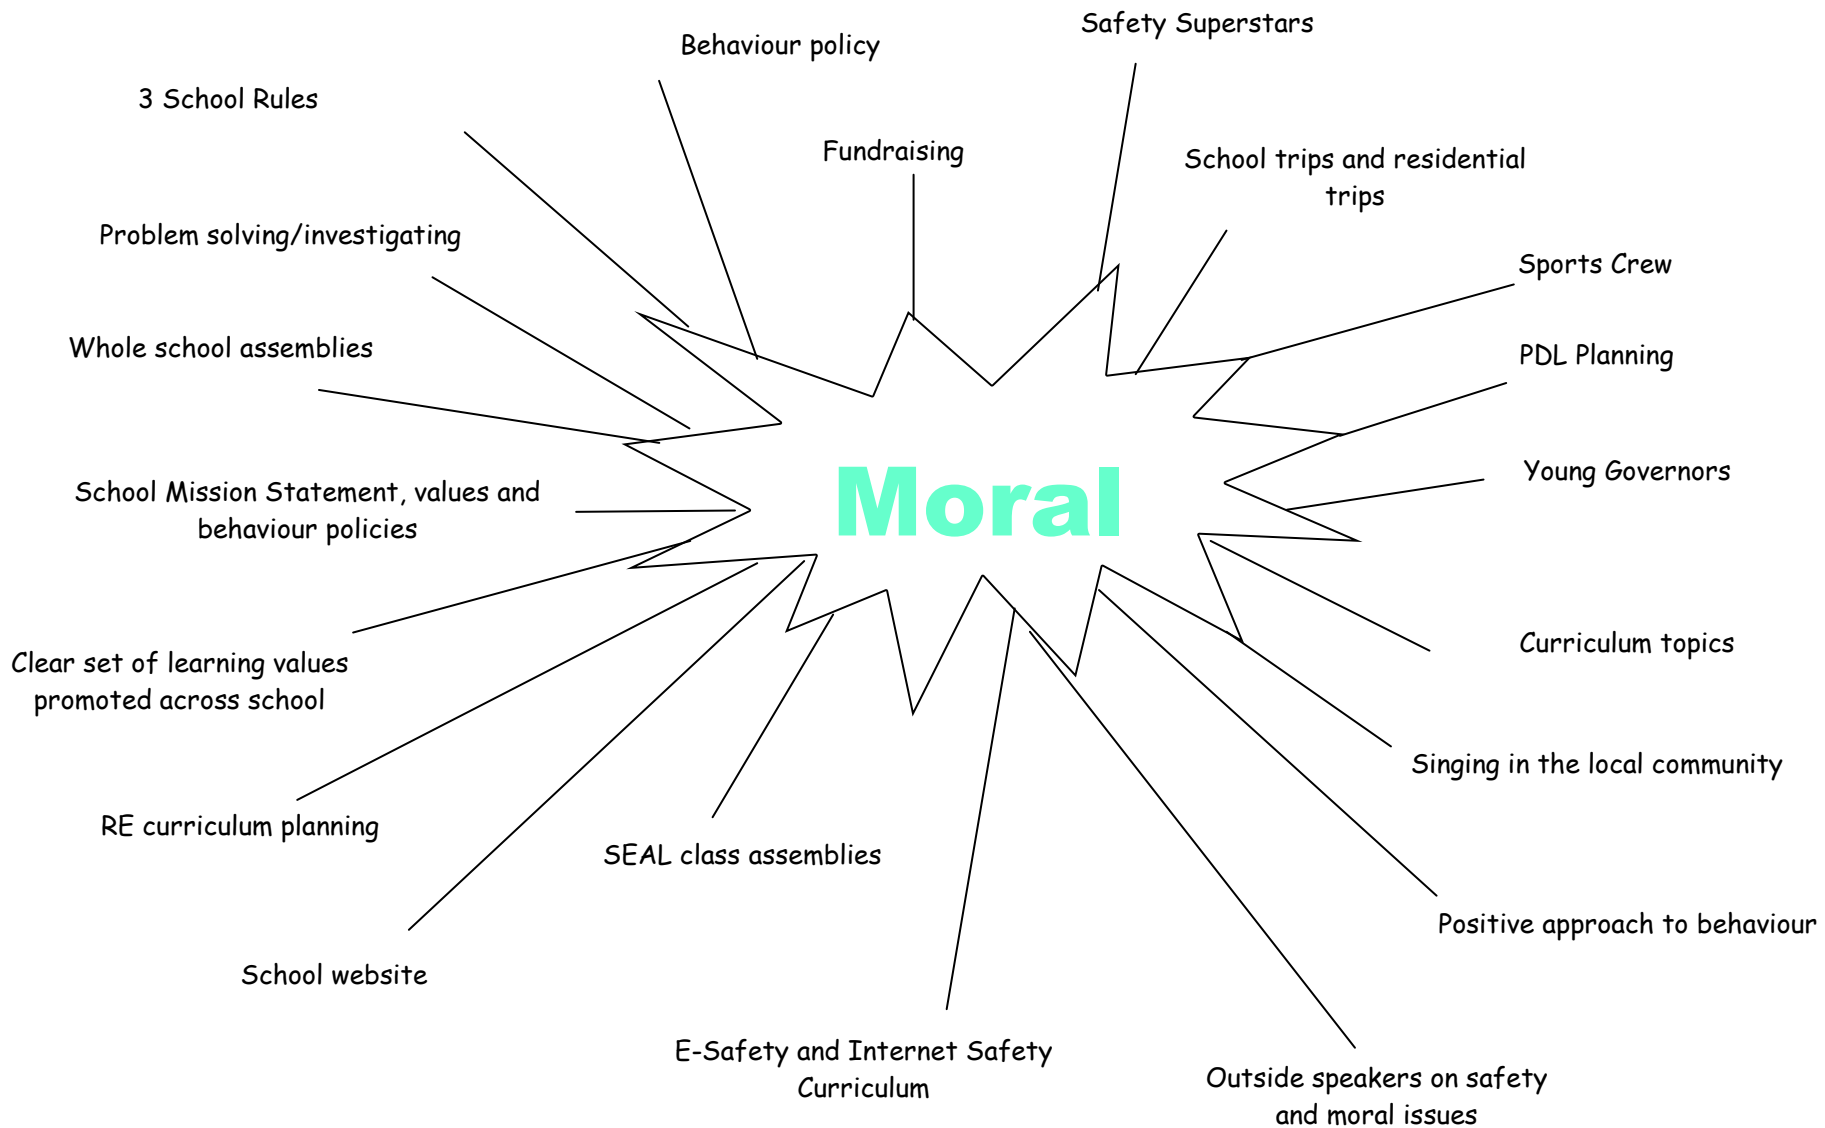 Safety Superstars
Behaviour policy
3 School Rules
Fundraising
School trips and residential
trips
Problem solving/investigating
Sports Crew
Whole school assemblies
PDL Planning
Young Governors
School Mission Statement, values and
behaviour policies
Moral
Clear set of learning values
promoted across school
Curriculum topics
Singing in the local community
RE curriculum planning
SEAL class assemblies
Positive approach to behaviour
School website
E-Safety and Internet Safety
Curriculum
Outside speakers on safety
and moral issues